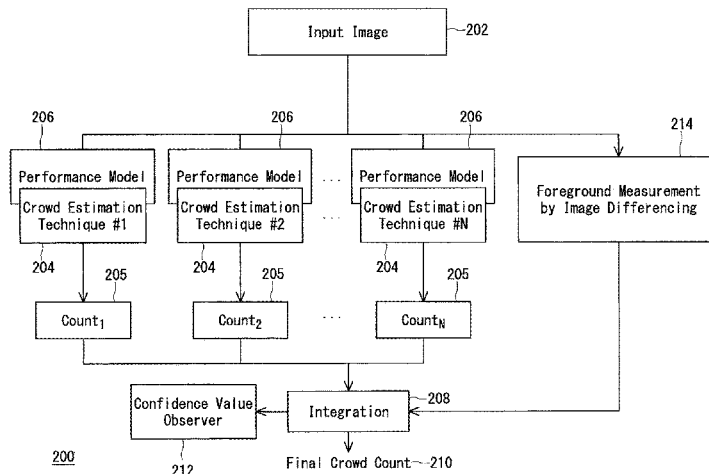 Input Image
202
206
206
206
214
Performance Model
Performance Model
...
Performance Model
Foreground Measurement
by Image Differencing
Crowd Estimation
Technique #1
Crowd Estimation
Technique #2
...
Crowd Estimation
Technique #N
204
204
204
205
205
205
Count1
Count2
...
CountN
208
Confidence Value
Observer
Integration
200
212
Final Crowd Count
210